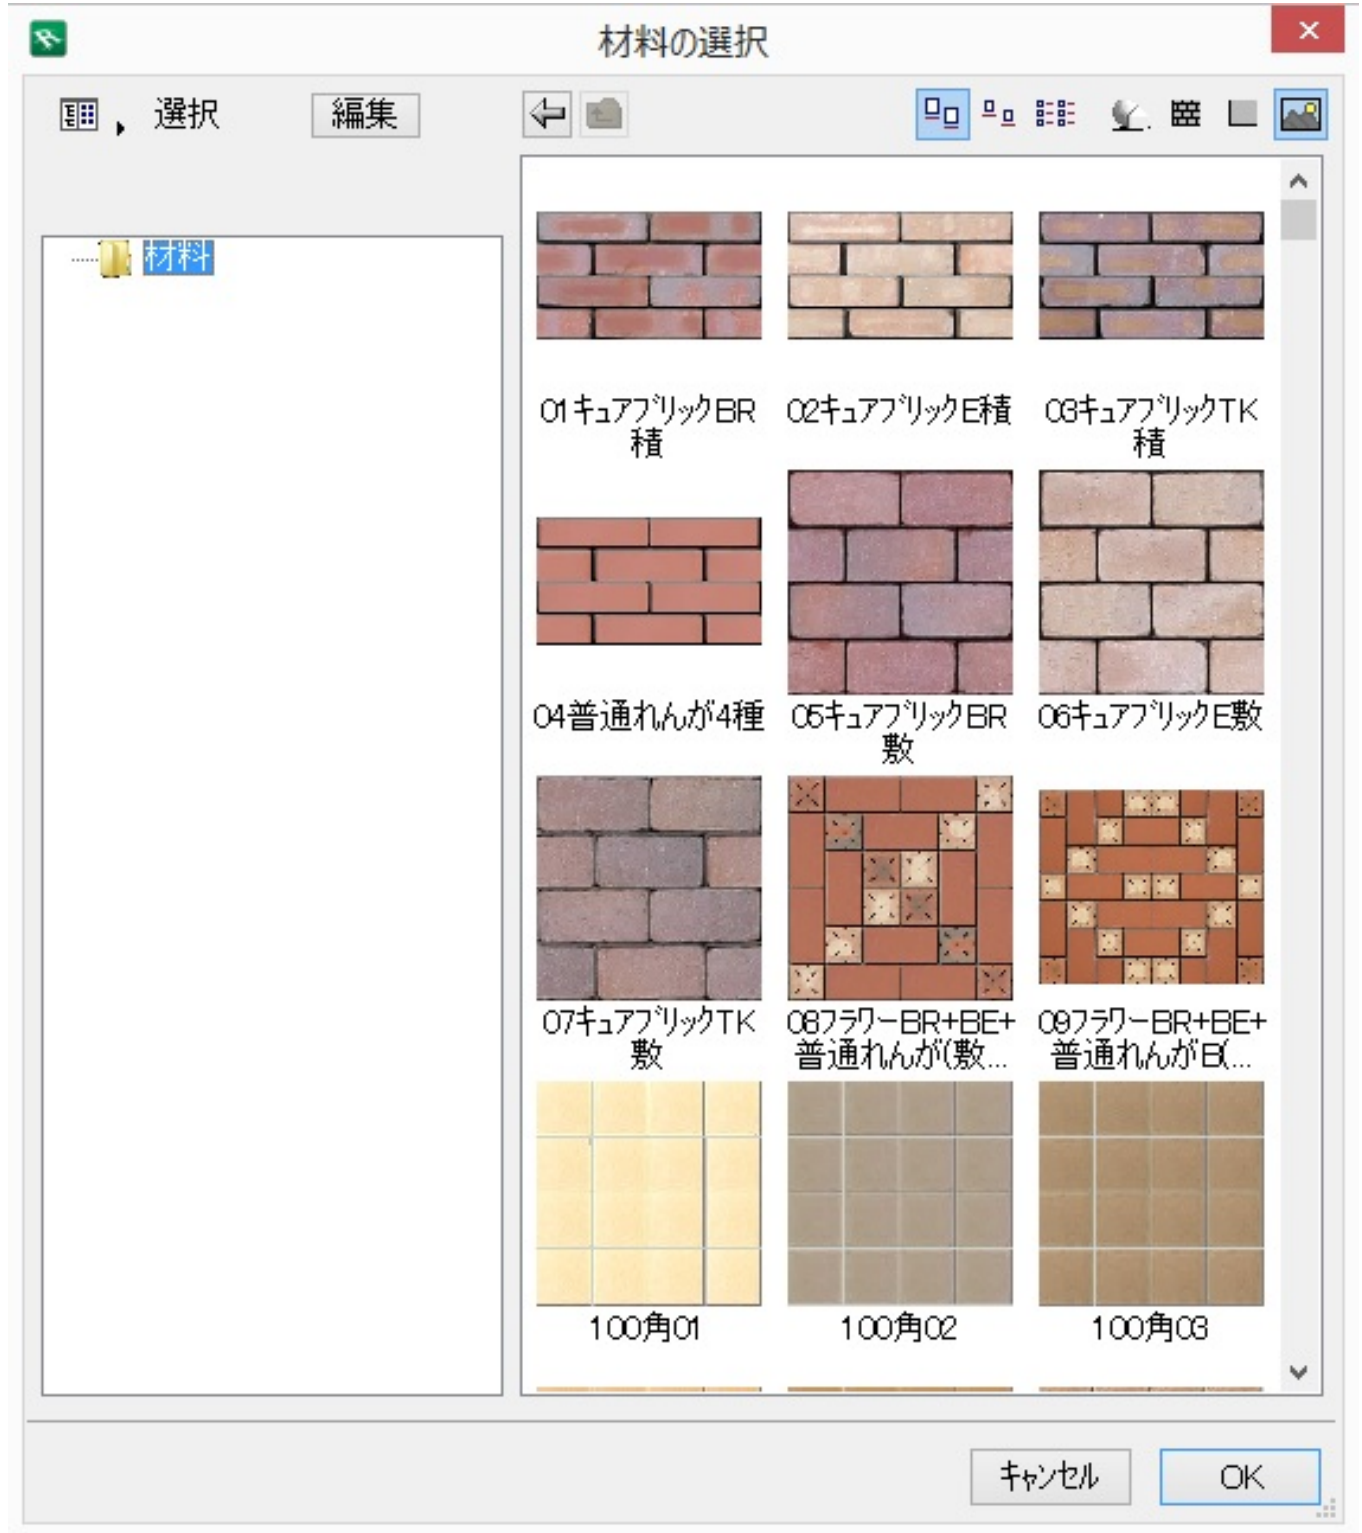 材料の選択
選択
編集
材料
01キュアブリックBR
積
02キュアブリックE積
03キュアブリックTK
積
04普通れんが4種
05キュアブリックBR
敷
06キュアブリックE敷
07キュアブリックTK
敷
08フラワーBR+BE+
普通れんが(敷...
09フラワーBR+BE+
普通れんがB(...
100角01
100角02
100角03
キャンセル
OK